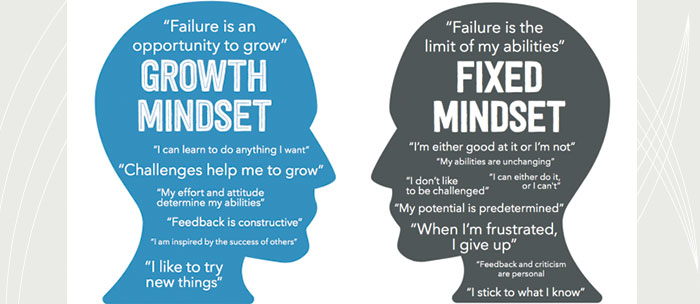 “Failure is an
opportunity to grow”
GROWTH
MINDSET
“I can learn to do anything I want”
“Challenges help me to grow”
“My effort and attitude
determine my abilities”
“Feedback is constructive”
“I am inspired by the success of others”
“I like to try
new things”
“Failure is the
limit of my abilities”
FIXED
MINDSET
“I’m either good at it or I’m not”
“My abilities are unchanging”
“I don’t like
to be challenged”
“I can either do it,
or I can’t”
“My potential is predetermined”
“When I’m frustrated,
I give up”
“Feedback and criticism
are personal
“I stick to what I know”